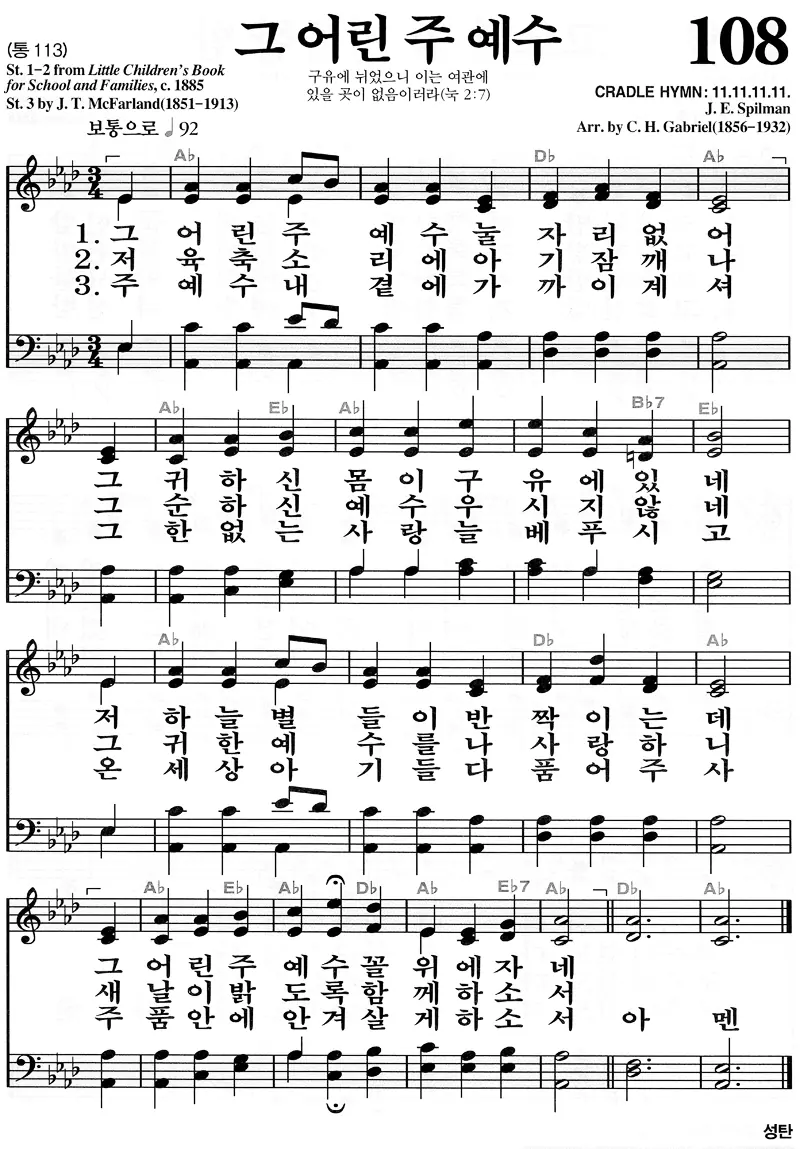 그 어린 주 예수
108
(통 113)
St. 1-2 from Little Children's Book
for School and Families, c. 1885
St. 3 by J. T. McFarland(1851-1913)
구유에 뉘었으니 이는 여관에
있을 곳이 없음이러라(눅 2:7)
CRADLE HYMN: 11.11.11.11.
J. E. Spilman
Arr. by C. H. Gabriel(1856-1932)
보통으로 ♩92
A♭ D♭ A♭
3/4
1. 그 어 린 주 예 수 눌 자 리 없 어
2. 저 육 축 소 리 에 아 기 잠 깨 나
3. 주 예 수 내 곁 에 가 까 이 계 셔
3/4
A♭ E♭ A♭ B♭7 E♭
그 귀 하 신 몸 이 구 유 에 있 네
그 순 하 신 예 수 우 시 지 않 네
그 한 없 는 사 랑 늘 베 푸 시 고
A♭ D♭ A♭
저 하 늘 별 들 이 반 짝 이 는 데
그 귀 한 예 수 를 나 사 랑 하 니
온 세 상 아 기 들 다 품 어 주 사
A♭ E♭ A♭ D♭ A♭ E♭7 A♭ D♭ A♭
그 어 린 주 예 수 꼴 위 에 자 네
새 날 이 밝 도 록 함 께 하 소 서
주 품 안 에 안 겨 살 게 하 소 서 아 멘
성탄